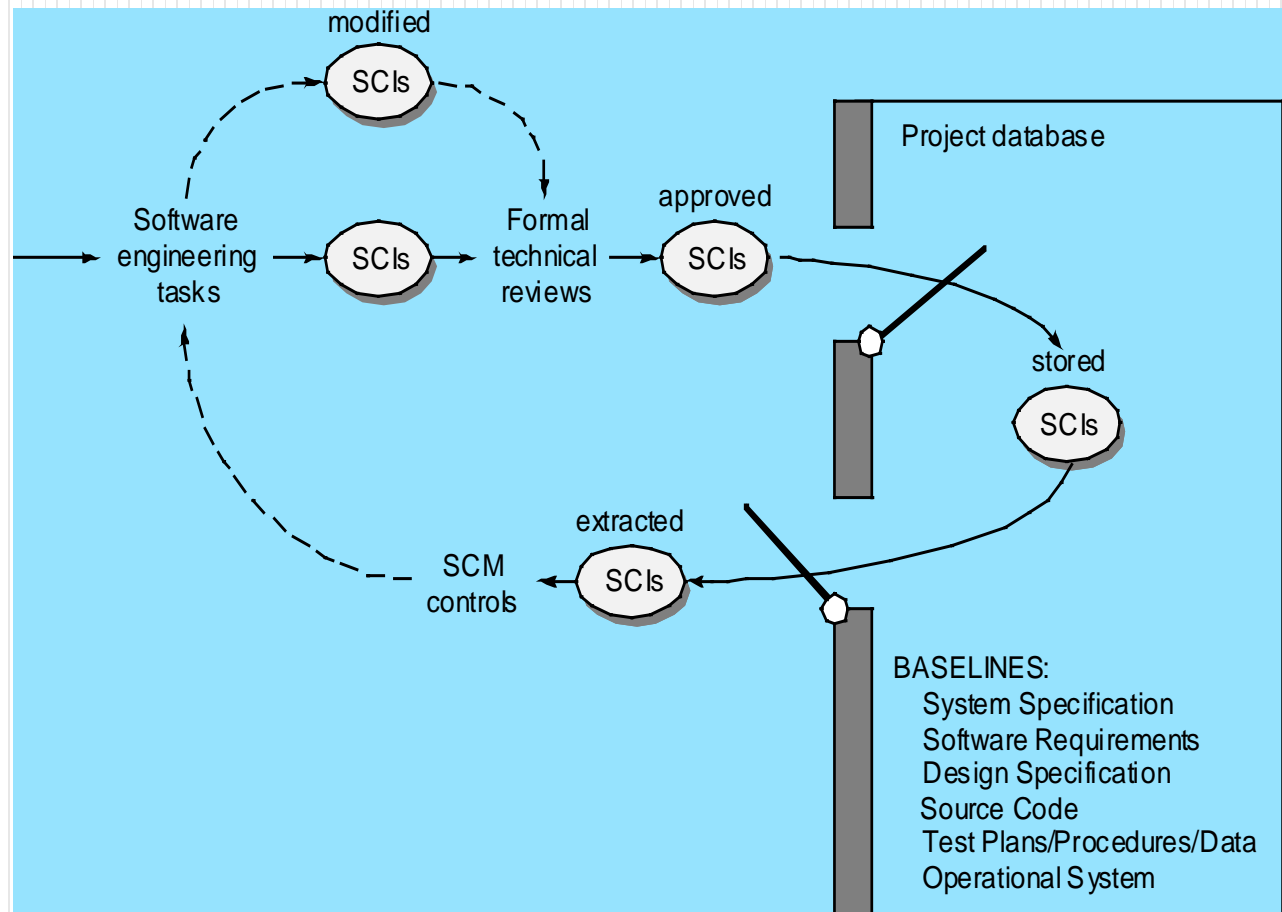 modified
SCIs
Project database
Software
engineering
tasks
SCIs
Formal
technical
reviews
approved
SCIs
stored
SCIs
extracted
SCIs
SCM
controls
BASELINES:
System Specification
Software Requirements
Design Specification
Source Code
Test Plans/Procedures/Data
Operational System